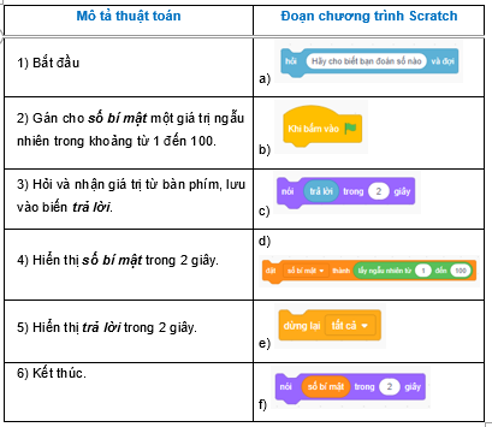 Mô tả thuật toán
Đoạn chương trình Scratch
1) Bắt đầu
hỏi Hãy cho biết bạn đoán số nào và đợi
a)
2) Gán cho số bí mật một giá trị ngẫu
nhiên trong khoảng từ 1 đến 100.
Khi bấm vào
b)
3) Hỏi và nhận giá trị từ bàn phím, lưu
vào biến trả lời.
nói trả lời trong 2 giây
c)
4) Hiển thị số bí mật trong 2 giây.
d)
đặt số bí mật thành lấy ngẫu nhiên từ 1 đến 100
5) Hiển thị trả lời trong 2 giây.
dừng lại tất cả
e)
6) Kết thúc.
nói số bí mật trong 2 giây
f)